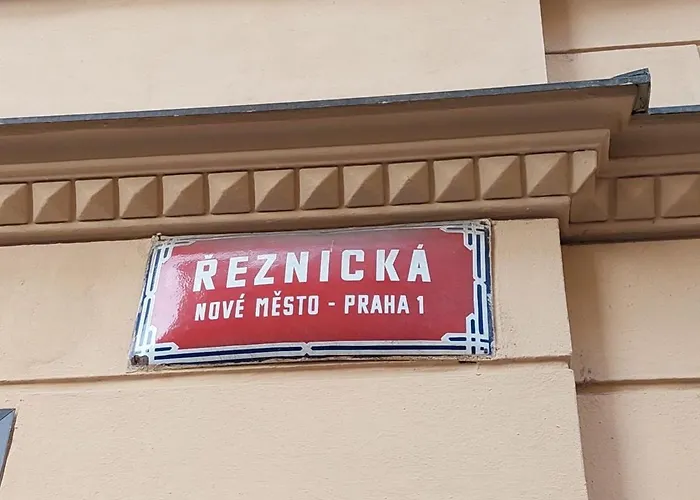 ŘEZNICKÁ
NOVÉ MĚSTO - PRAHA 1